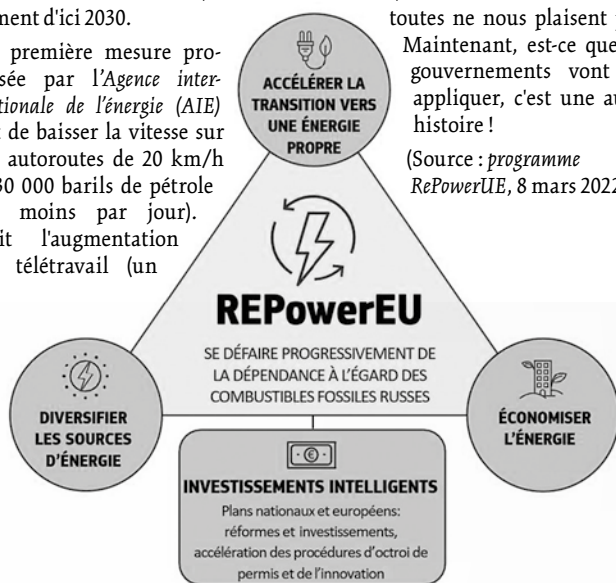 ment d'ici 2030.
première mesure pro-
sée par l'Agence inter-
tionale de l'énergie (AIE)
de baisser la vitesse sur
autoroutes de 20 km/h
30 000 barils de pétrole
moins par jour).
it l'augmentation
télétravail (un
toutes ne nous plaisent
Maintenant, est-ce que
gouvernements vont
appliquer, c'est une
histoire !
(Source : programme
RePowerUE, 8 mars 2022
ACCÉLÉRER LA
TRANSITION VERS
UNE ÉNERGIE
PROPRE
REPowerEU
SE DÉFAIRE PROGRESSIVEMENT DE
LA DÉPENDANCE À L'ÉGARD DES
COMBUSTIBLES FOSSILES RUSSES
DIVERSIFIER
LES SOURCES
D'ÉNERGIE
ÉCONOMISER
L'ÉNERGIE
€
INVESTISSEMENTS INTELLIGENTS
Plans nationaux et européens:
réformes et investissements,
accélération des procédures d'octroi de
permis et de l'innovation